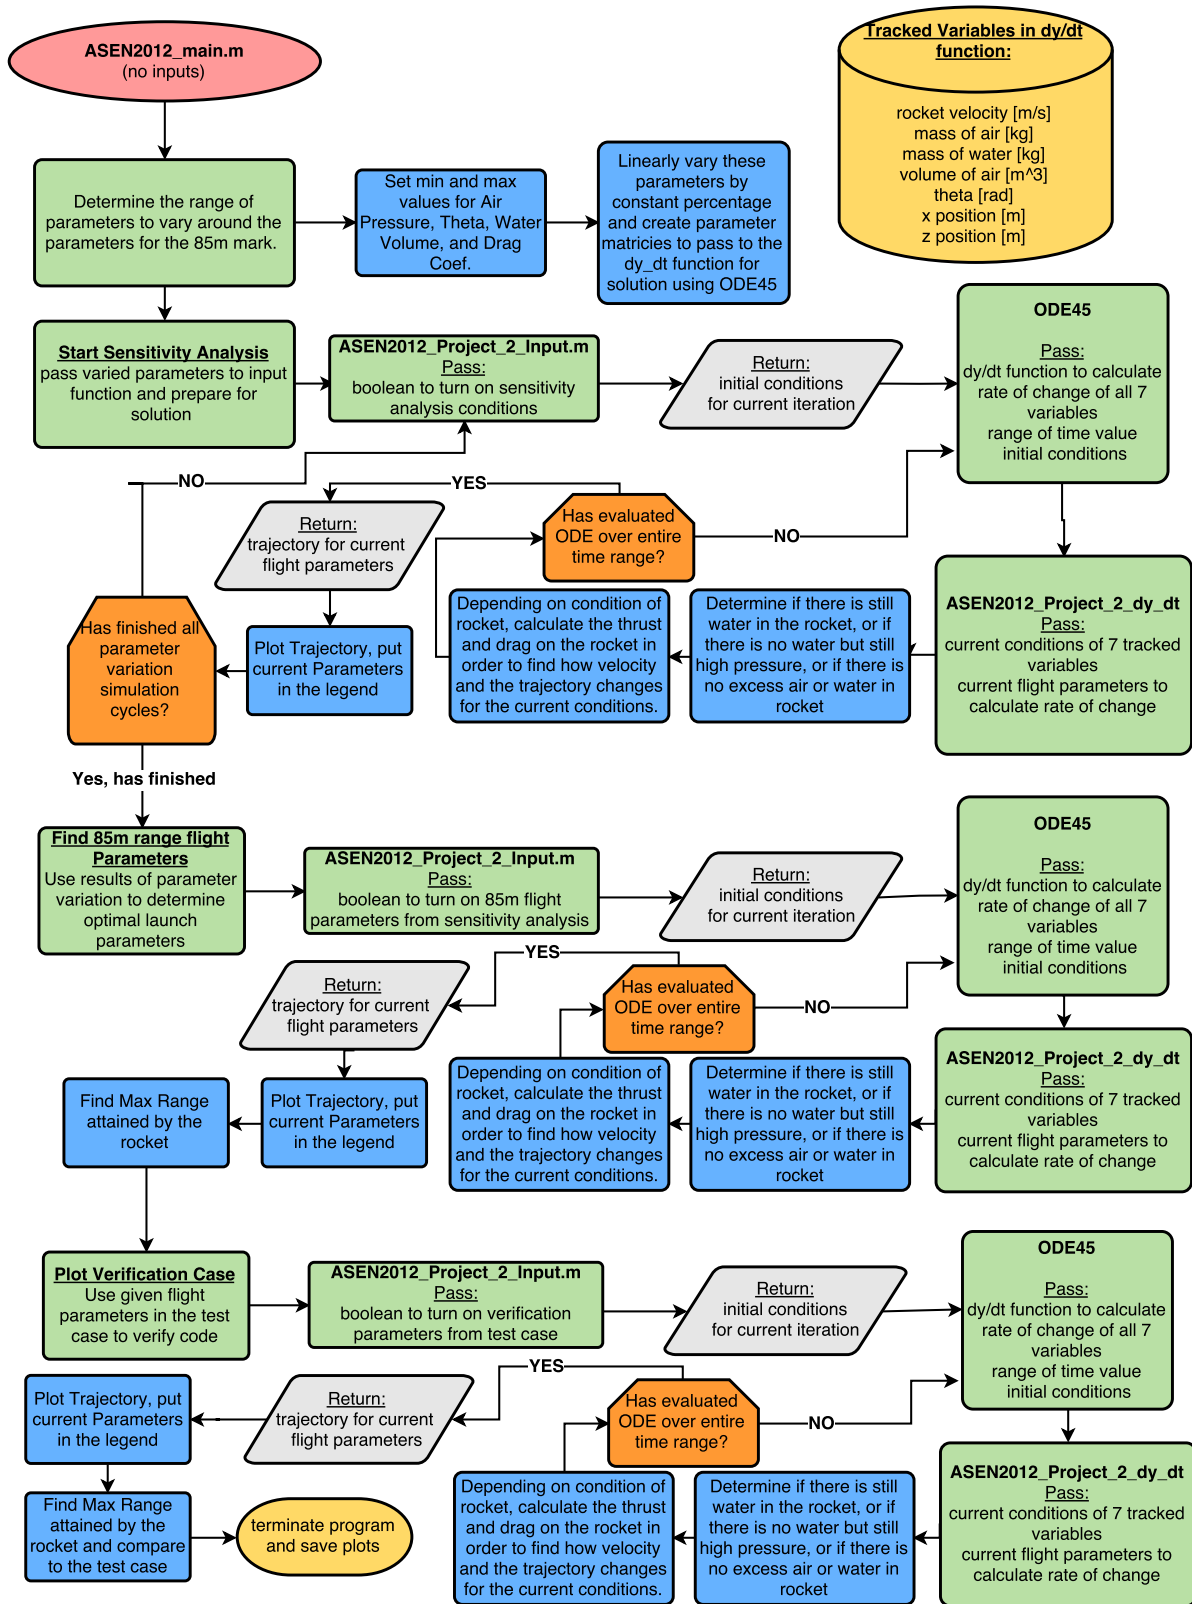 ASEN2012_main.m
(no inputs)
Tracked Variables in dy/dt
function:
rocket velocity [m/s]
mass of air [kg]
mass of water [kg]
volume of air [m^3]
theta [rad]
x position [m]
z position [m]
Determine the range of
parameters to vary around the
parameters for the 85m mark.
Set min and max
values for Air
Pressure, Theta, Water
Volume, and Drag
Coef.
Linearly vary these
parameters by
constant percentage
and create parameter
matricies to pass to the
dy_dt function for
solution using ODE45
Start Sensitivity Analysis
pass varied parameters to input
function and prepare for
solution
ASEN2012_Project_2_Input.m
Pass:
boolean to turn on sensitivity
analysis conditions
Return:
initial conditions
for current iteration
ODE45
Pass:
dy/dt function to calculate
rate of change of all 7
variables
range of time value
initial conditions
NO
YES
Return:
trajectory for current
flight parameters
Has evaluated
ODE over entire
time range?
NO
Has finished all
parameter
variation
simulation
cycles?
Plot Trajectory, put
current Parameters
in the legend
Depending on condition of
rocket, calculate the thrust
and drag on the rocket in
order to find how velocity
and the trajectory changes
for the current conditions.
Determine if there is still
water in the rocket, or if
there is no water but still
high pressure, or if there is
no excess air or water in
rocket
ASEN2012_Project_2_dy_dt
Pass:
current conditions of 7 tracked
variables
current flight parameters to
calculate rate of change
Yes, has finished
Find 85m range flight
Parameters
Use results of parameter
variation to determine
optimal launch
parameters
ASEN2012_Project_2_Input.m
Pass:
boolean to turn on 85m flight
parameters from sensitivity analysis
Return:
initial conditions
for current iteration
ODE45
Pass:
dy/dt function to calculate
rate of change of all 7
variables
range of time value
initial conditions
YES
Return:
trajectory for current
flight parameters
Has evaluated
ODE over entire
time range?
NO
Find Max Range
attained by the
rocket
Plot Trajectory, put
current Parameters
in the legend
Depending on condition of
rocket, calculate the thrust
and drag on the rocket in
order to find how velocity
and the trajectory changes
for the current conditions.
Determine if there is still
water in the rocket, or if
there is no water but still
high pressure, or if there is
no excess air or water in
rocket
ASEN2012_Project_2_dy_dt
Pass:
current conditions of 7 tracked
variables
current flight parameters to
calculate rate of change
Plot Verification Case
Use given flight
parameters in the test
case to verify code
ASEN2012_Project_2_Input.m
Pass:
boolean to turn on verification
parameters from test case
Return:
initial conditions
for current iteration
ODE45
Pass:
dy/dt function to calculate
rate of change of all 7
variables
range of time value
initial conditions
YES
Plot Trajectory, put
current Parameters
in the legend
Return:
trajectory for current
flight parameters
Has evaluated
ODE over entire
time range?
NO
Find Max Range
attained by the
rocket and compare
to the test case
terminate program
and save plots
Depending on condition of
rocket, calculate the thrust
and drag on the rocket in
order to find how velocity
and the trajectory changes
for the current conditions.
Determine if there is still
water in the rocket, or if
there is no water but still
high pressure, or if there is
no excess air or water in
rocket
ASEN2012_Project_2_dy_dt
Pass:
current conditions of 7 tracked
variables
current flight parameters to
calculate rate of change